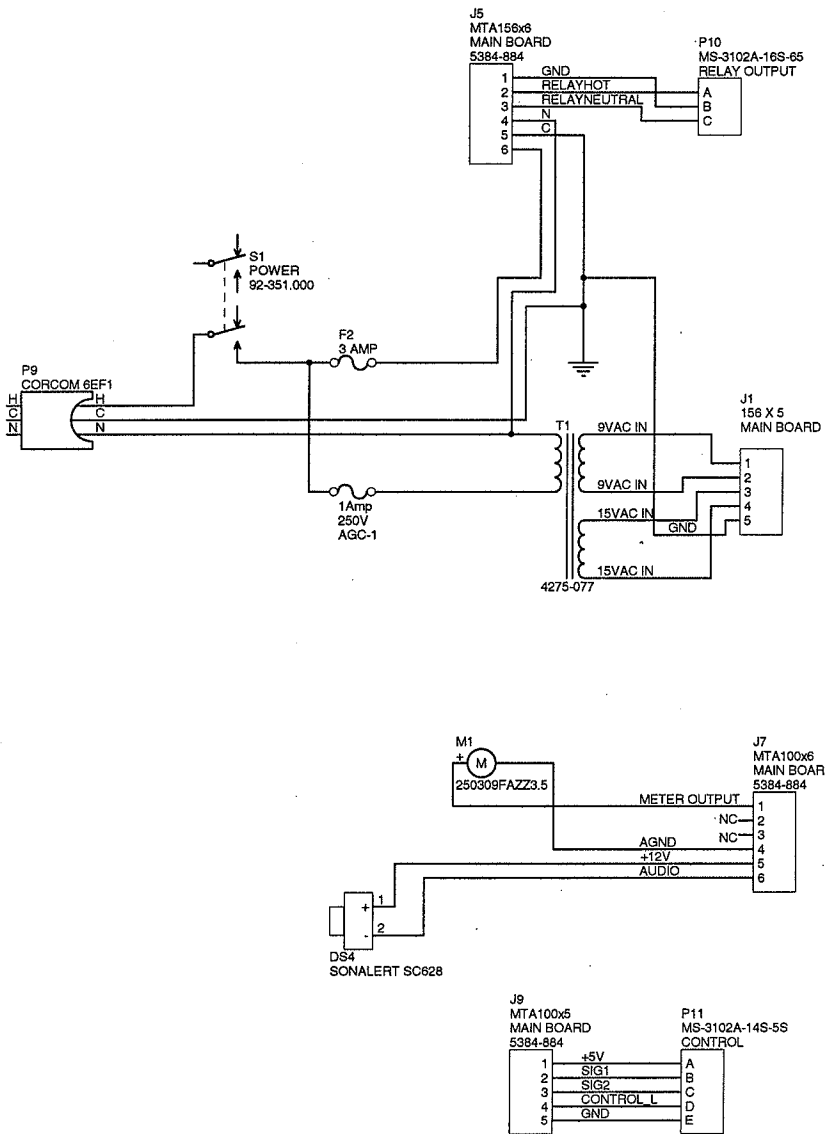 J5
MTA156x6
MAIN BOARD
5384-884
1 GND
2 RELAYHOT
3 RELAYNEUTRAL
4 N
5 C
6
P10
MS-3102A-16S-65
RELAY OUTPUT
A
B
C
S1
POWER
92-351.000
F2
3 AMP
P9
CORCOM 6EF1
H H
C C
N N
1Amp
250V
AGC-1
T1
4275-077
9VAC IN
9VAC IN
15VAC IN
GND
15VAC IN
J1
156 X 5
MAIN BOARD
1
2
3
4
5
M1
+ M
250309FAZZ3.5
J7
MTA100x6
MAIN BOAR
5384-884
METER OUTPUT 1
NC 2
NC 3
AGND 4
+12V 5
AUDIO 6
+ 1
- 2
DS4
SONALERT SC628
J9
MTA100x5
MAIN BOARD
5384-884
P11
MS-3102A-14S-5S
CONTROL
1 +5V A
2 SIG1 B
3 SIG2 C
4 CONTROL_L D
5 GND E